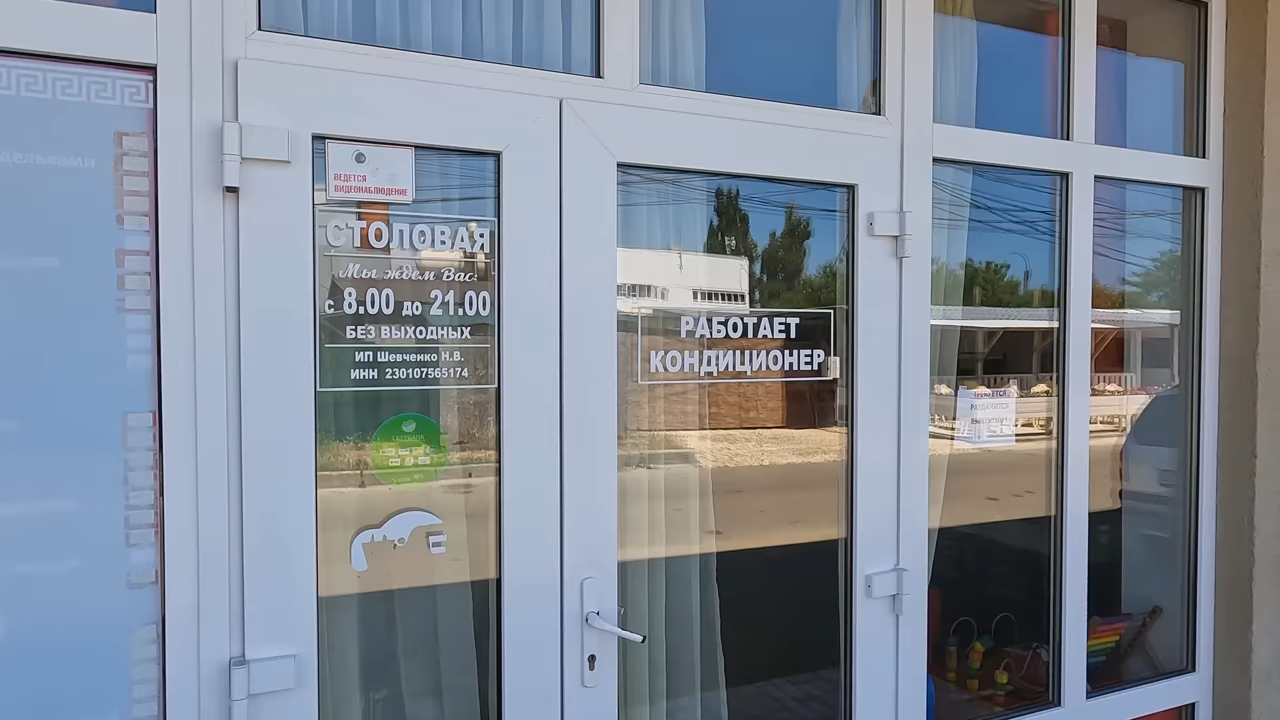 ВЕДЕТСЯ
ВИДЕОНАБЛЮДЕНИЕ
СТОЛОВАЯ
Мы ждем Вас:
с 8.00 до 21.00
БЕЗ ВЫХОДНЫХ
ИП Шевченко Н.В.
ИНН 230107565174
РАБОТАЕТ
КОНДИЦИОНЕР